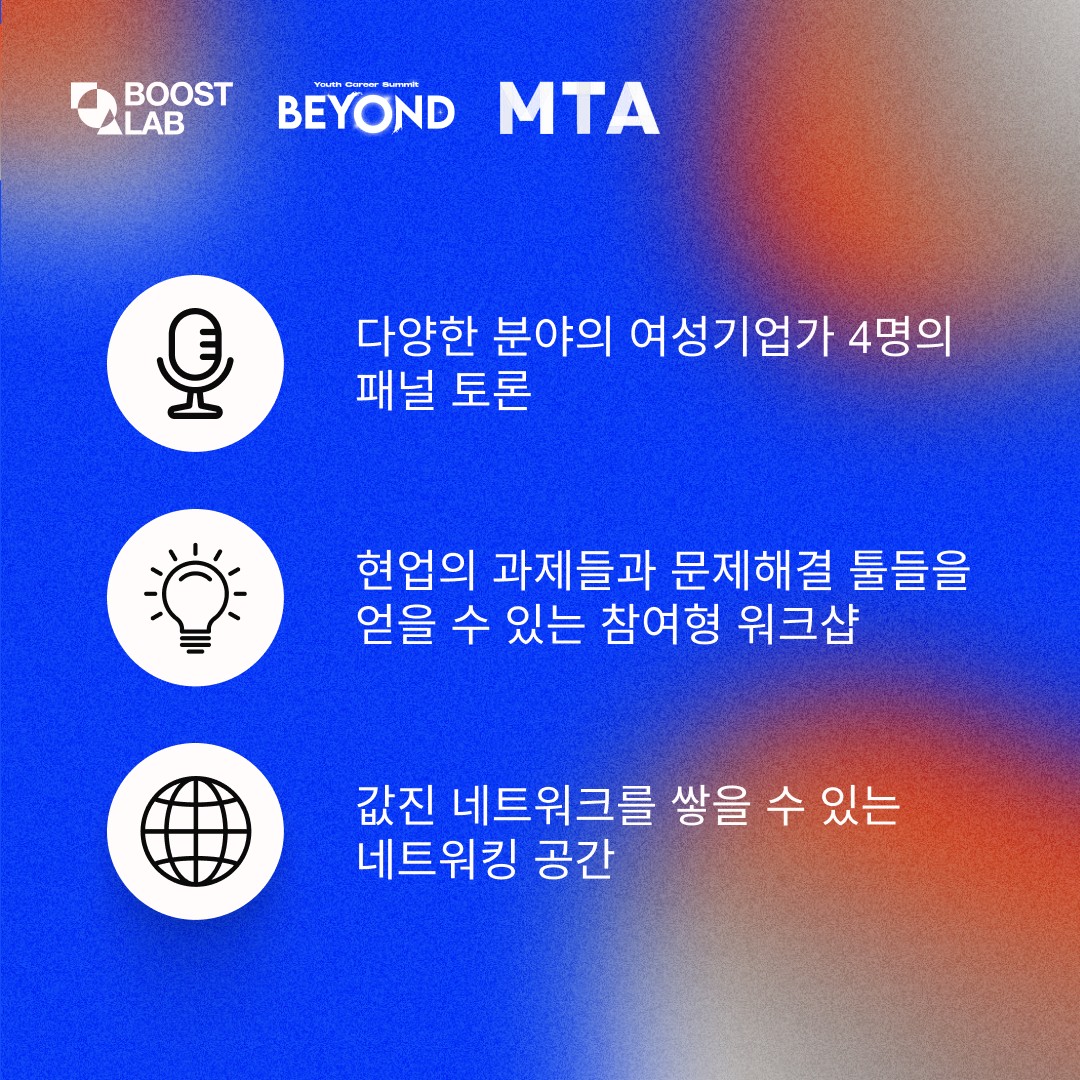 BOOST
LAB
Youth Career Summit
BEYOND
MTA
다양한 분야의 여성기업가 4명의
패널 토론
현업의 과제들과 문제해결 툴들을
얻을 수 있는 참여형 워크샵
값진 네트워크를 쌓을 수 있는
네트워킹 공간